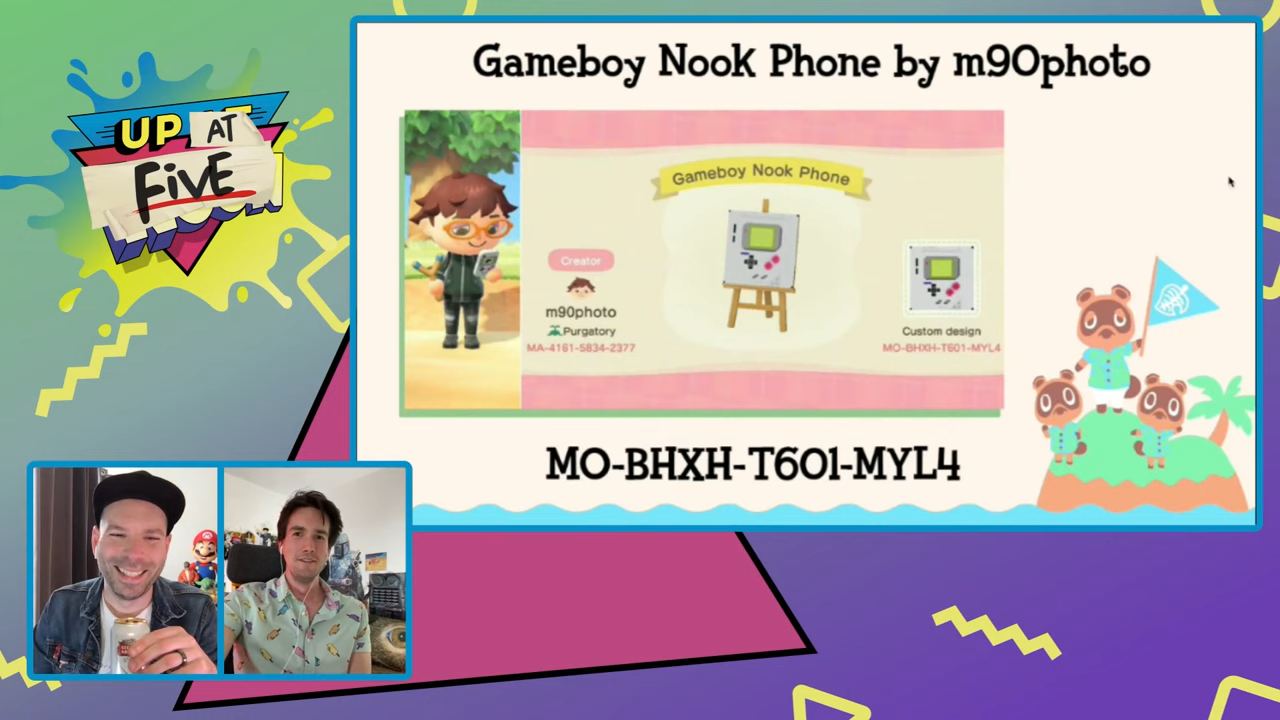 Gameboy Nook Phone by m90photo
UP AT
FiVE
Gameboy Nook Phone
Creator
m90photo
Purgatory
MA-4161-5834-2377
Custom design
MO-BHXH-T601-MYL4
MO-BHXH-T601-MYL4